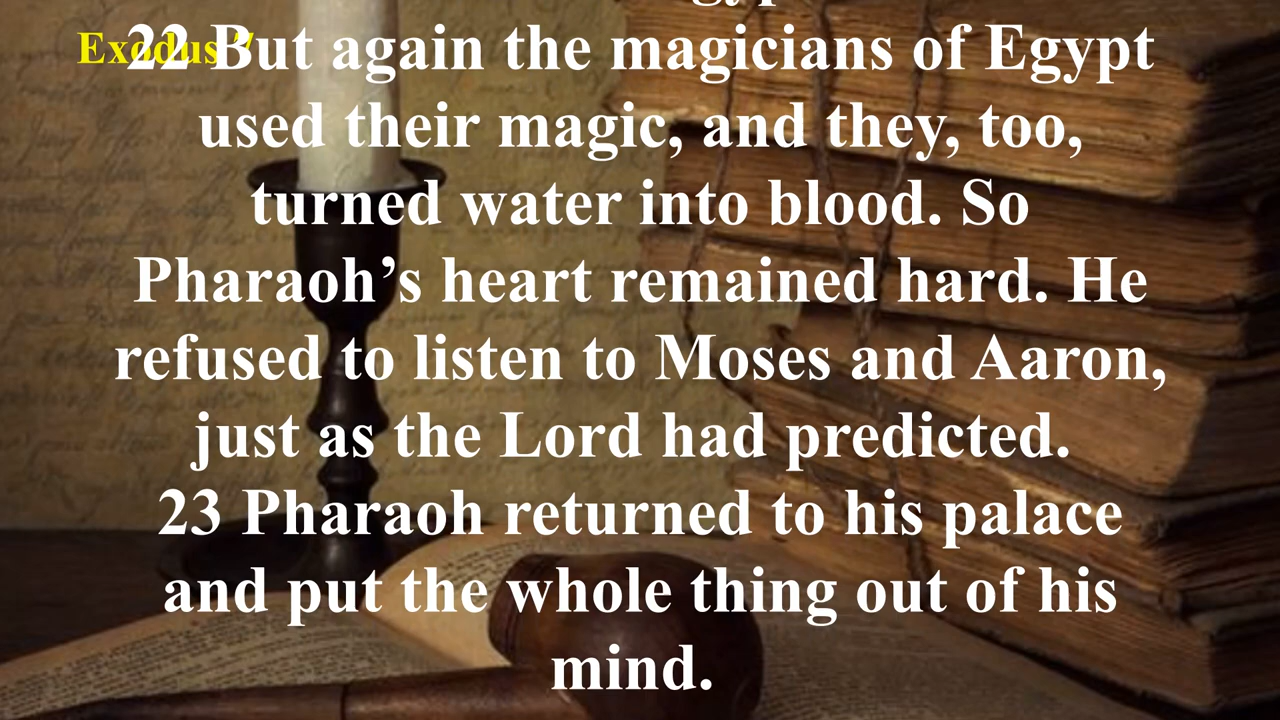 Exodus 7
22 But again the magicians of Egypt
used their magic, and they, too,
turned water into blood. So
Pharaoh’s heart remained hard. He
refused to listen to Moses and Aaron,
just as the Lord had predicted.
23 Pharaoh returned to his palace
and put the whole thing out of his
mind.